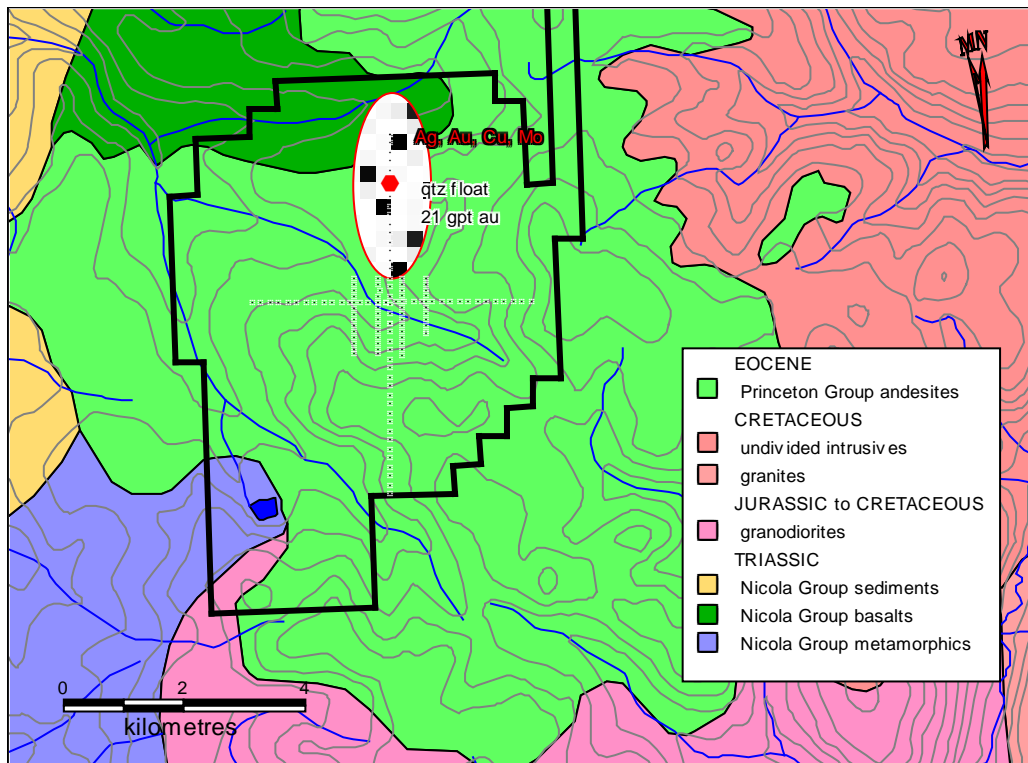 MN
Ag, Au, Cu, Mo
qtz float
21 gpt au
EOCENE
Princeton Group andesites
CRETACEOUS
undivided intrusives
granites
JURASSIC to CRETACEOUS
granodiorites
TRIASSIC
Nicola Group sediments
Nicola Group basalts
Nicola Group metamorphics
0 2 4
kilometres